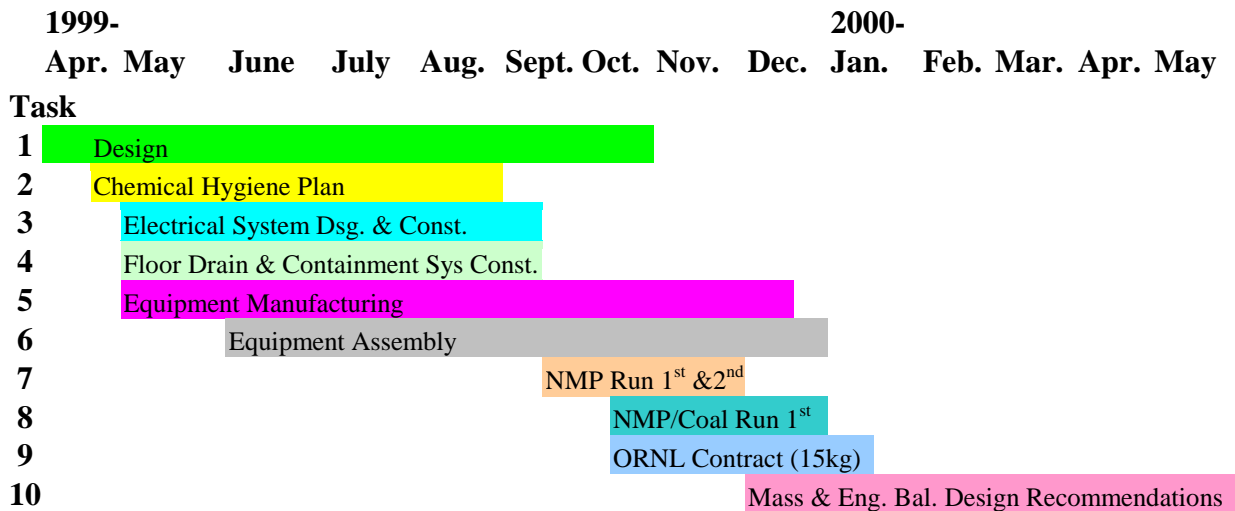 1999- 2000-
Apr. May June July Aug. Sept. Oct. Nov. Dec. Jan. Feb. Mar. Apr. May
Task
1 Design
2 Chemical Hygiene Plan
3 Electrical System Dsg. & Const.
4 Floor Drain & Containment Sys Const.
5 Equipment Manufacturing
6 Equipment Assembly
7 NMP Run 1st &2nd
8 NMP/Coal Run 1st
9 ORNL Contract (15kg)
10 Mass & Eng. Bal. Design Recommendations